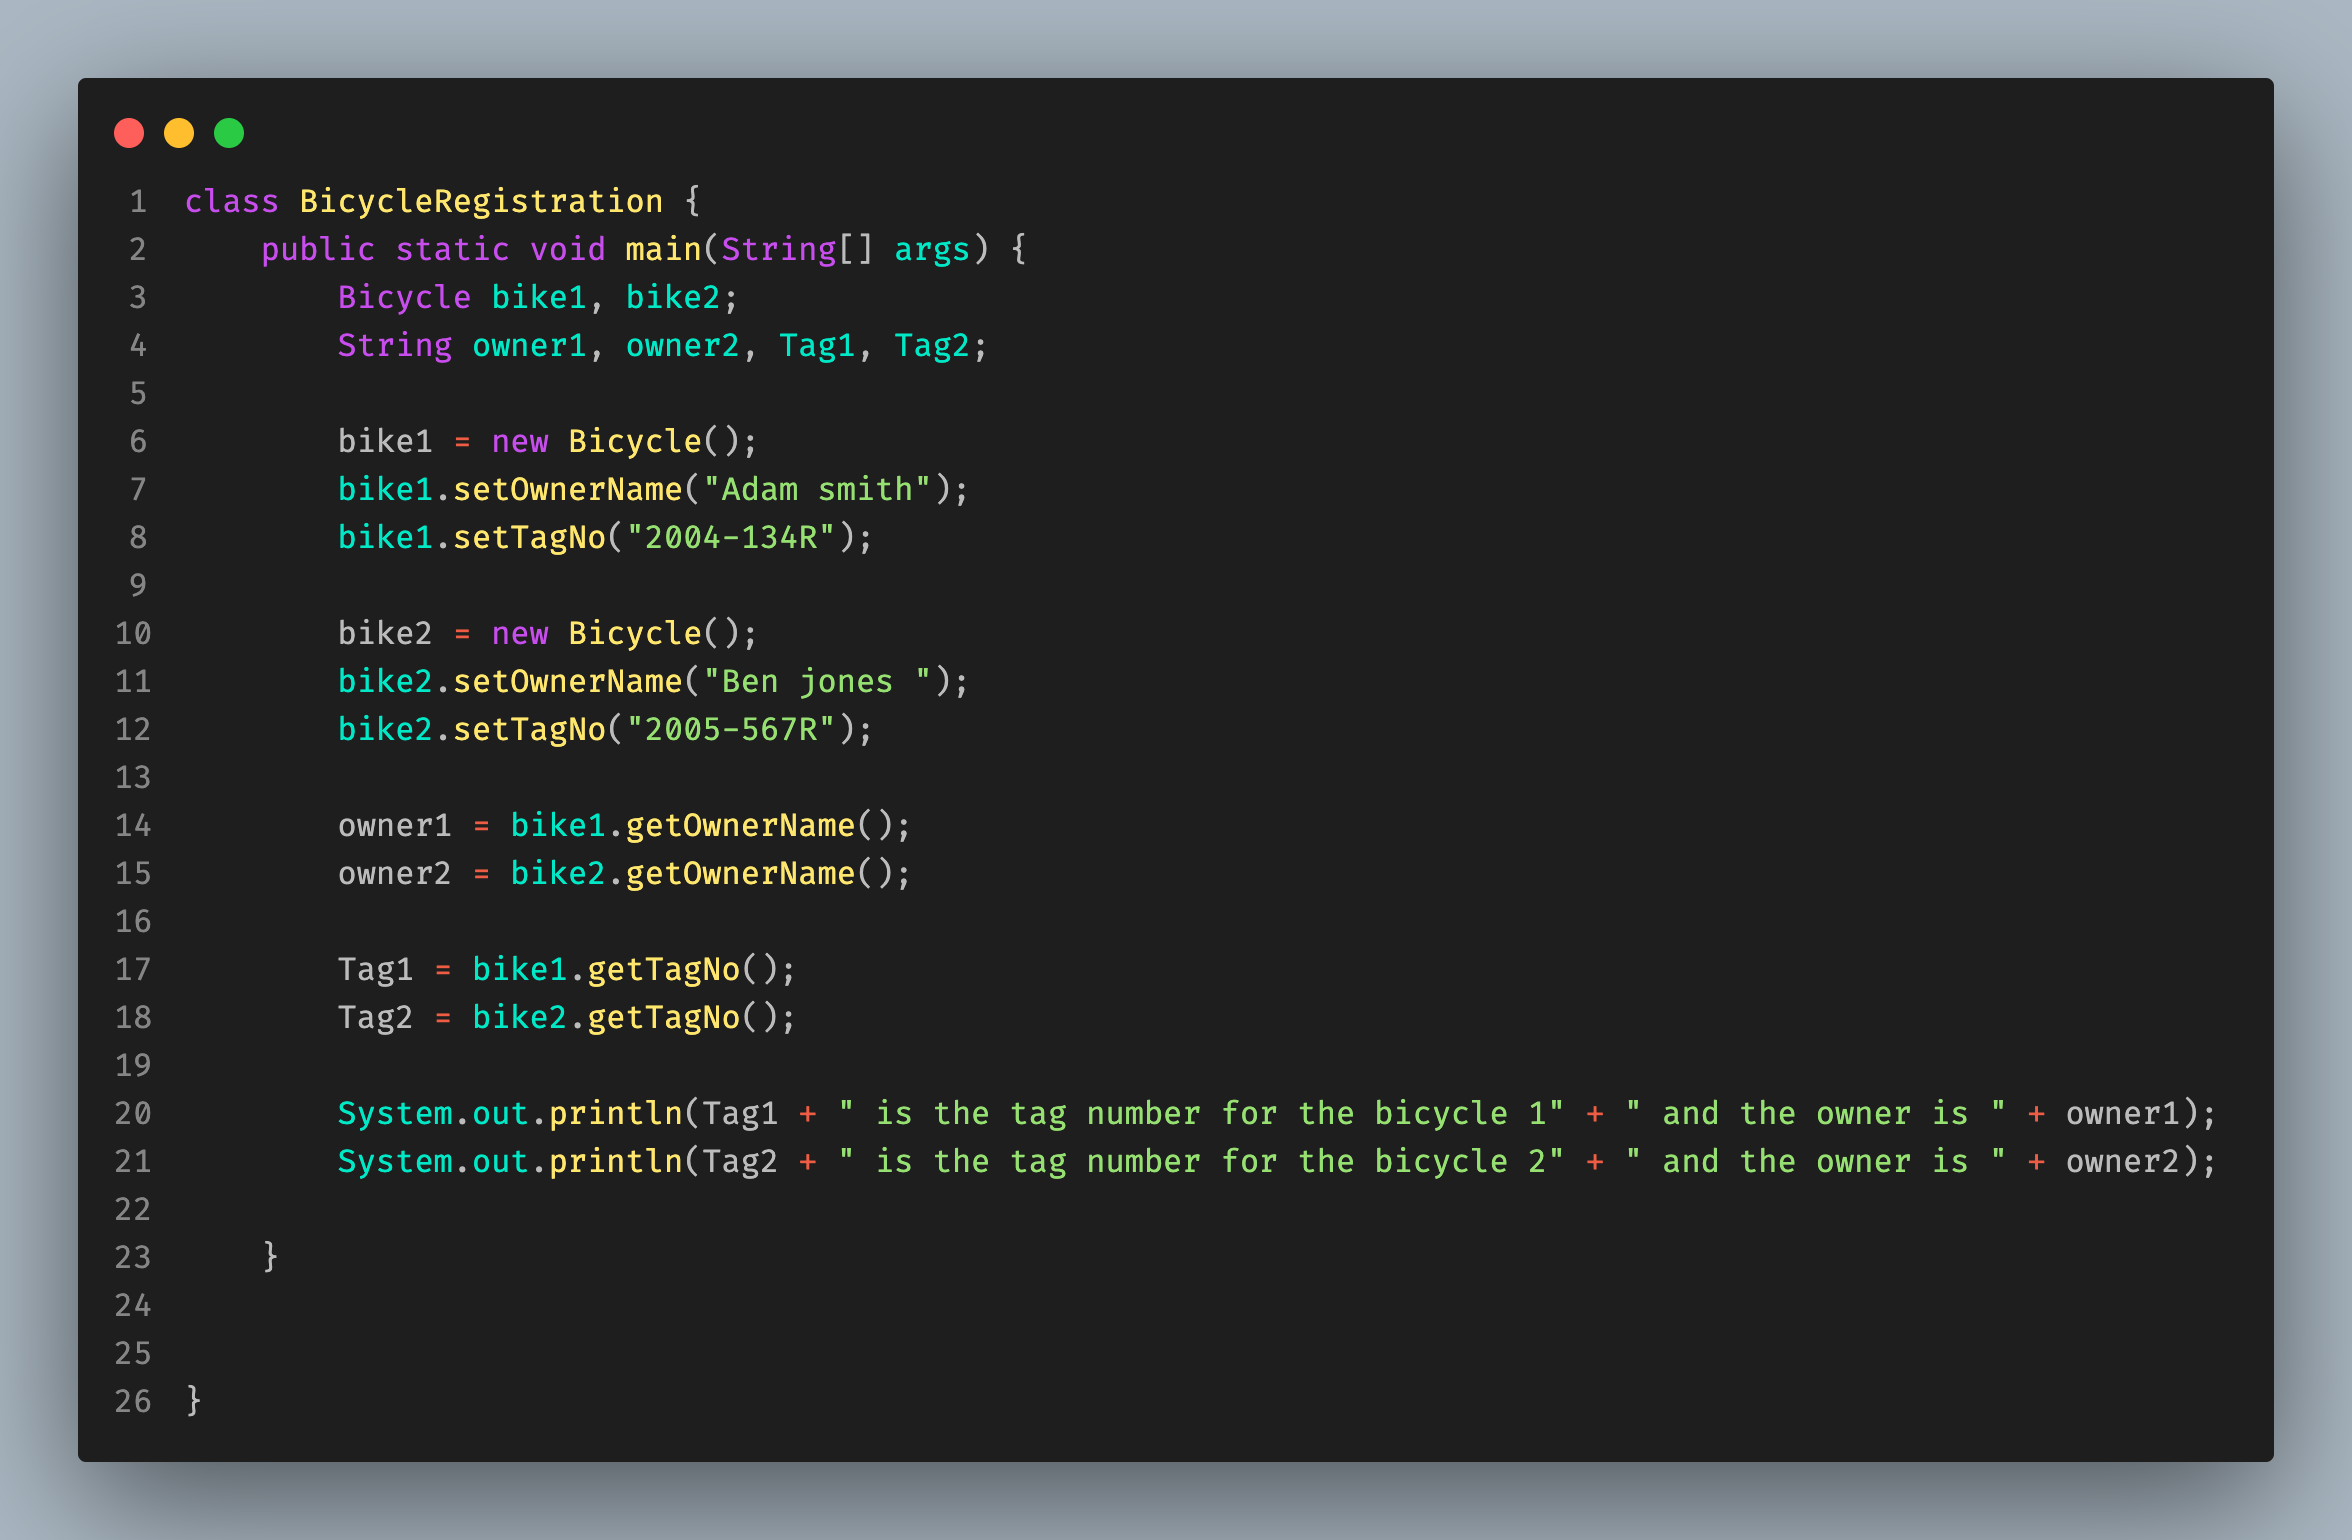 1 class BicycleRegistration {
2     public static void main(String[] args) {
3         Bicycle bike1, bike2;
4         String owner1, owner2, Tag1, Tag2;
5
6         bike1 = new Bicycle();
7         bike1.setOwnerName("Adam smith");
8         bike1.setTagNo("2004-134R");
9
10         bike2 = new Bicycle();
11         bike2.setOwnerName("Ben jones ");
12         bike2.setTagNo("2005-567R");
13
14         owner1 = bike1.getOwnerName();
15         owner2 = bike2.getOwnerName();
16
17         Tag1 = bike1.getTagNo();
18         Tag2 = bike2.getTagNo();
19
20         System.out.println(Tag1 + " is the tag number for the bicycle 1" + " and the owner is " + owner1);
21         System.out.println(Tag2 + " is the tag number for the bicycle 2" + " and the owner is " + owner2);
22
23     }
24
25
26 }